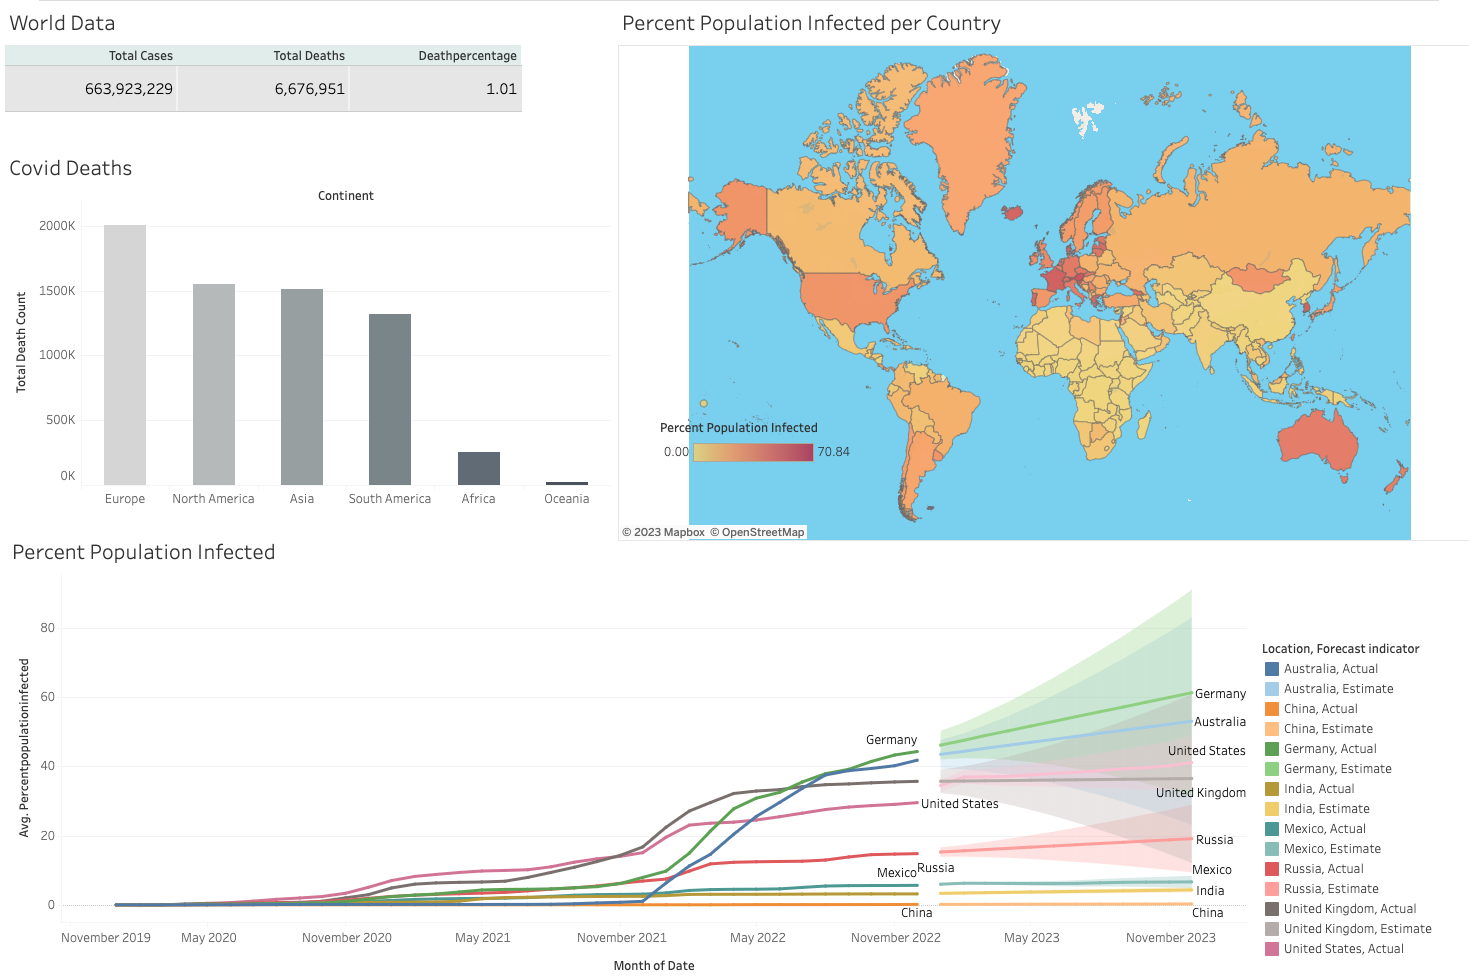 World Data
Total Cases Total Deaths Deathpercentage
663,923,229 6,676,951 1.01
Covid Deaths
Continent
Total Death Count
2000K
1500K
1000K
500K
0K
Europe North America Asia South America Africa Oceania
Percent Population Infected per Country
Percent Population Infected
0.00 70.84
© 2023 Mapbox © OpenStreetMap
Percent Population Infected
Avg. Percentpopulationinfected
80
60
40
20
0
Germany
United States
Russia
Mexico
China
Germany
Australia
United States
United Kingdom
Russia
Mexico
India
China
November 2019 May 2020 November 2020 May 2021 November 2021 May 2022 November 2022 May 2023 November 2023
Month of Date
Location, Forecast indicator
Australia, Actual
Australia, Estimate
China, Actual
China, Estimate
Germany, Actual
Germany, Estimate
India, Actual
India, Estimate
Mexico, Actual
Mexico, Estimate
Russia, Actual
Russia, Estimate
United Kingdom, Actual
United Kingdom, Estimate
United States, Actual